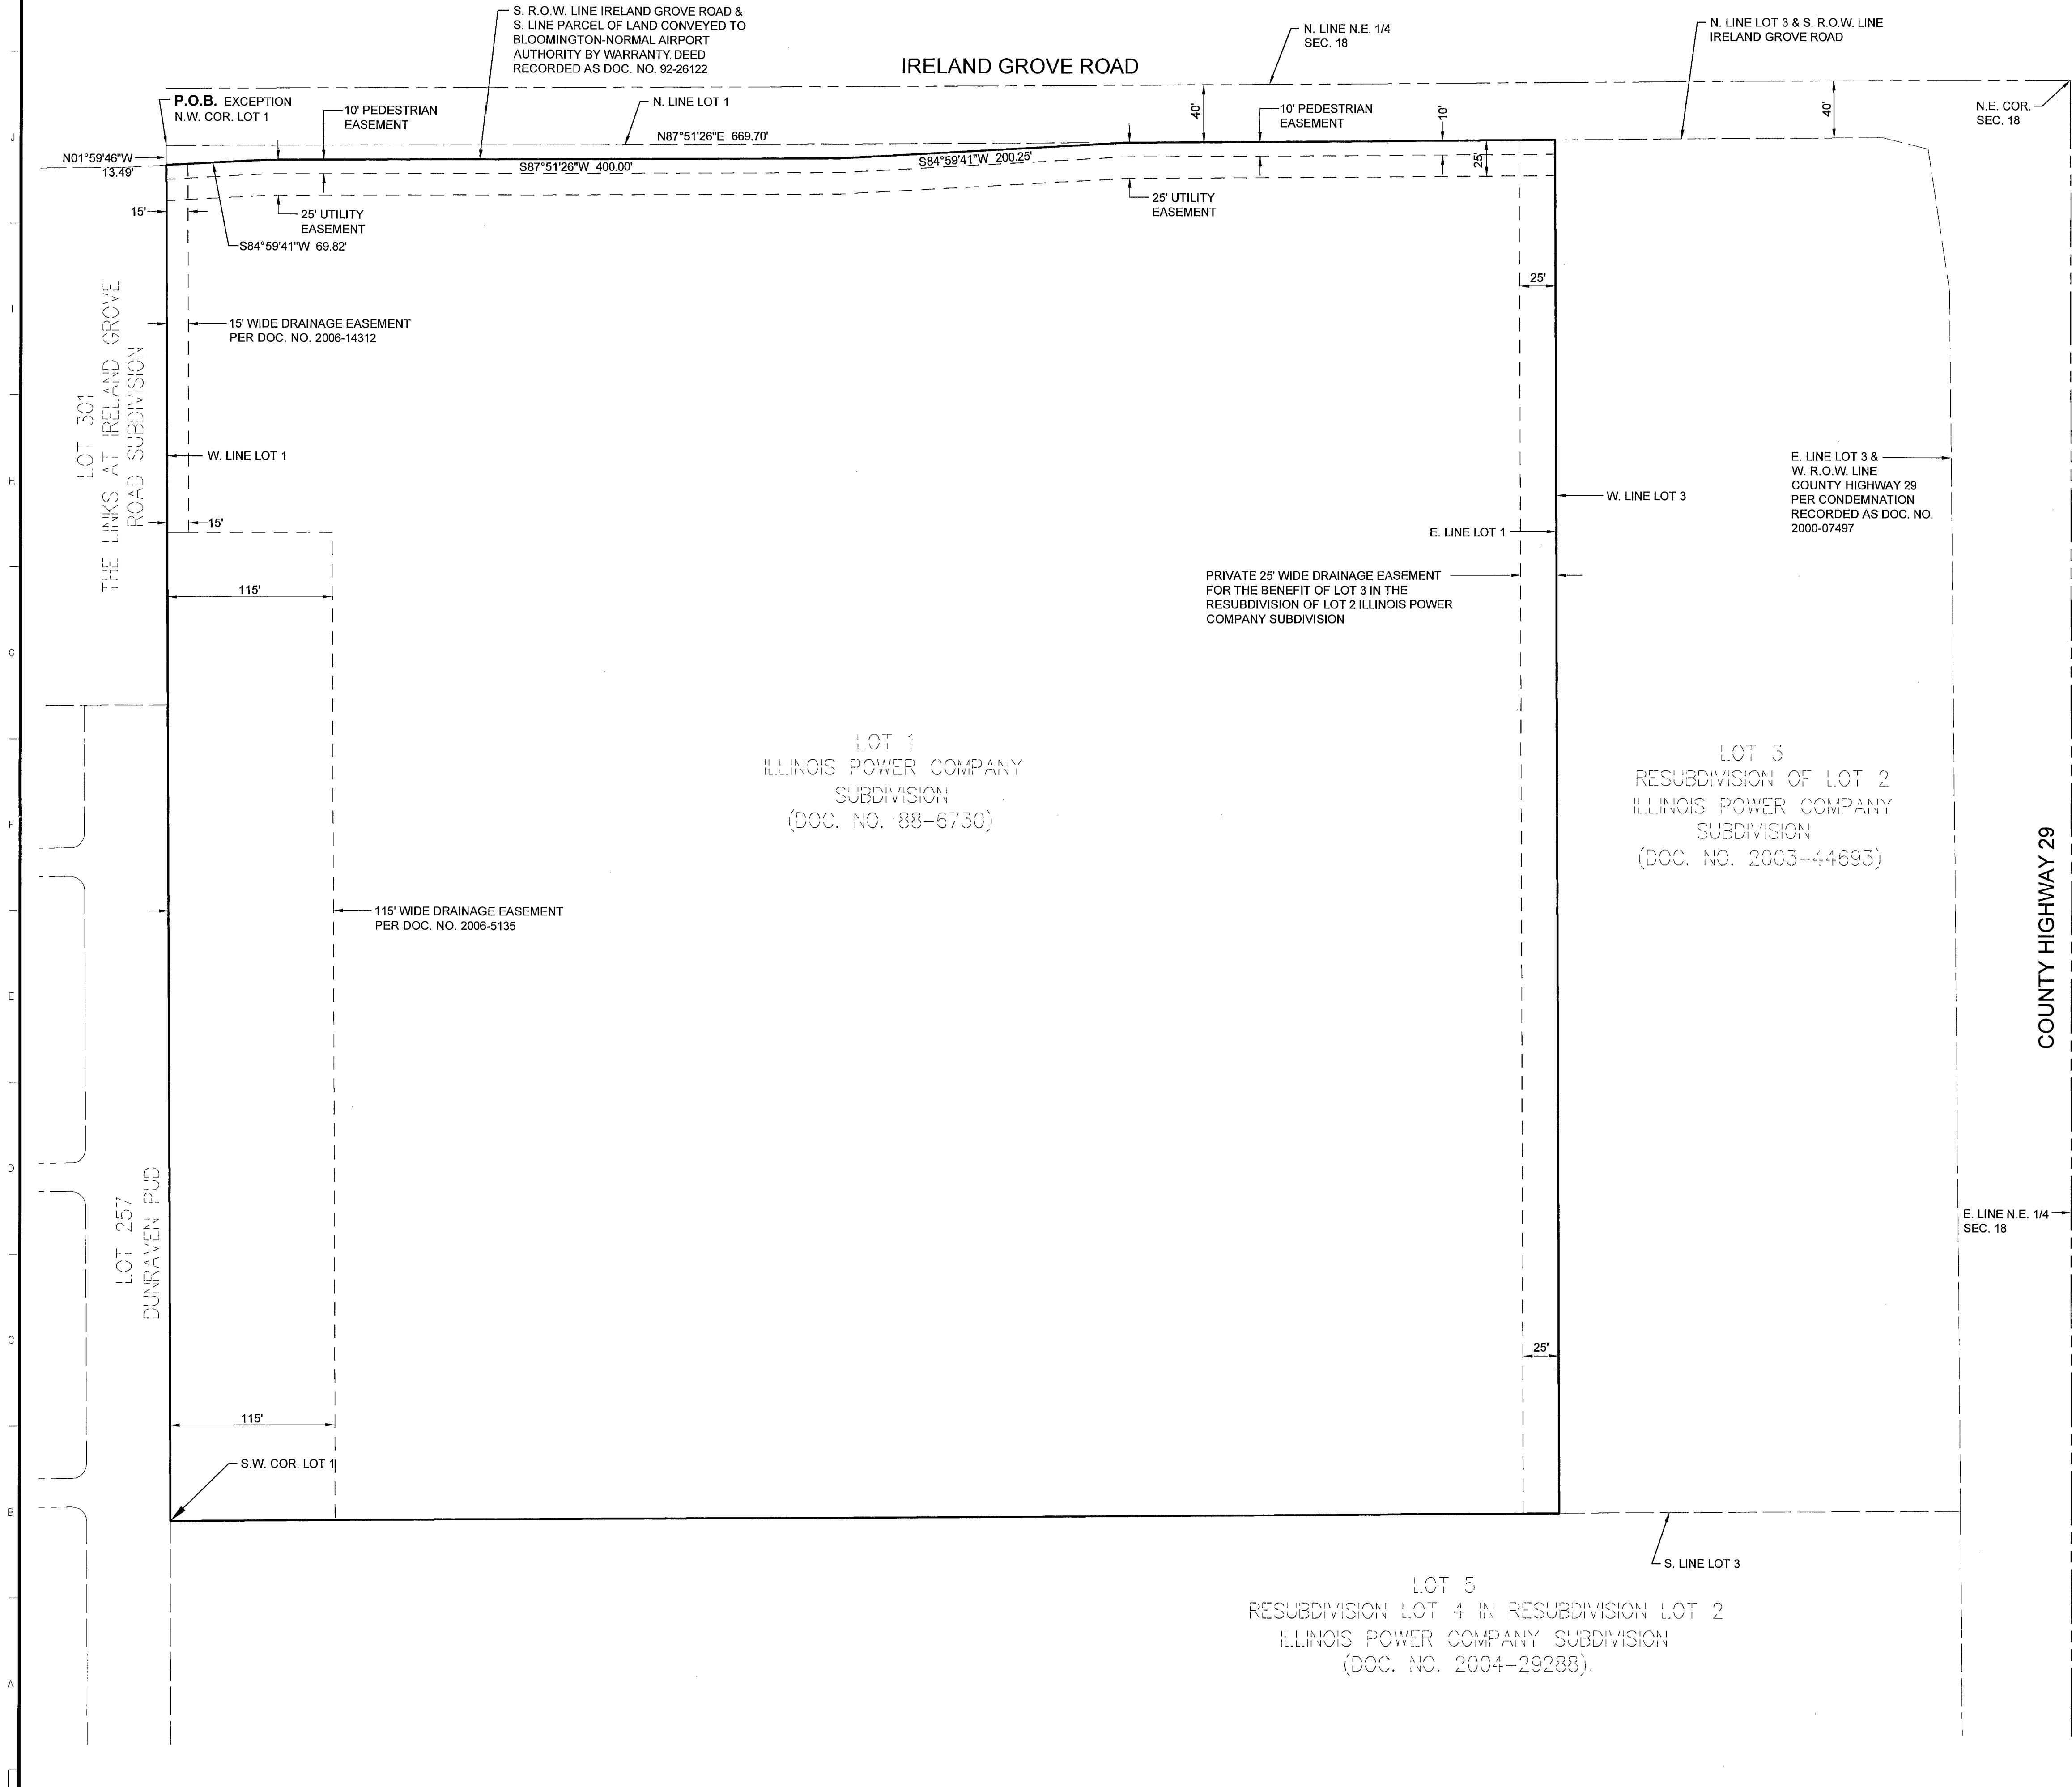 S. R.O.W. LINE IRELAND GROVE ROAD &
S. LINE PARCEL OF LAND CONVEYED TO
BLOOMINGTON-NORMAL AIRPORT
AUTHORITY BY WARRANTY DEED
RECORDED AS DOC. NO. 92-26122
N. LINE N.E. 1/4
SEC. 18
N. LINE LOT 3 & S. R.O.W. LINE
IRELAND GROVE ROAD
IRELAND GROVE ROAD
P.O.B. EXCEPTION
N.W. COR. LOT 1
10' PEDESTRIAN
EASEMENT
N. LINE LOT 1
40'
10' PEDESTRIAN
EASEMENT
10'
40'
N.E. COR.
SEC. 18
J
N87°51'26"E 669.70'
N01°59'46"W
13.49'
S87°51'26"W 400.00'
S84°59'41"W 200.25'
25'
15'
25' UTILITY
EASEMENT
25' UTILITY
EASEMENT
S84°59'41"W 69.82'
25'
I
15' WIDE DRAINAGE EASEMENT
PER DOC. NO. 2006-14312
LOT 301
THE LINKS AT IRELAND GROVE
ROAD SUBDIVISION
W. LINE LOT 1
H
E. LINE LOT 3 &
W. R.O.W. LINE
COUNTY HIGHWAY 29
PER CONDEMNATION
RECORDED AS DOC. NO.
2000-07497
W. LINE LOT 3
15'
E. LINE LOT 1
115'
PRIVATE 25' WIDE DRAINAGE EASEMENT
FOR THE BENEFIT OF LOT 3 IN THE
RESUBDIVISION OF LOT 2 ILLINOIS POWER
COMPANY SUBDIVISION
G
LOT 1
ILLINOIS POWER COMPANY
SUBDIVISION
(DOC. NO. 88-6730)
LOT 3
RESUBDIVISION OF LOT 2
ILLINOIS POWER COMPANY
SUBDIVISION
(DOC. NO. 2003-44693)
F
COUNTY HIGHWAY 29
115' WIDE DRAINAGE EASEMENT
PER DOC. NO. 2006-5135
E
D
LOT 257
DUNRAVEN PUD
E. LINE N.E. 1/4
SEC. 18
C
25'
115'
S.W. COR. LOT 1
B
S. LINE LOT 3
LOT 5
RESUBDIVISION LOT 4 IN RESUBDIVISION LOT 2
ILLINOIS POWER COMPANY SUBDIVISION
(DOC. NO. 2004-29288)
A